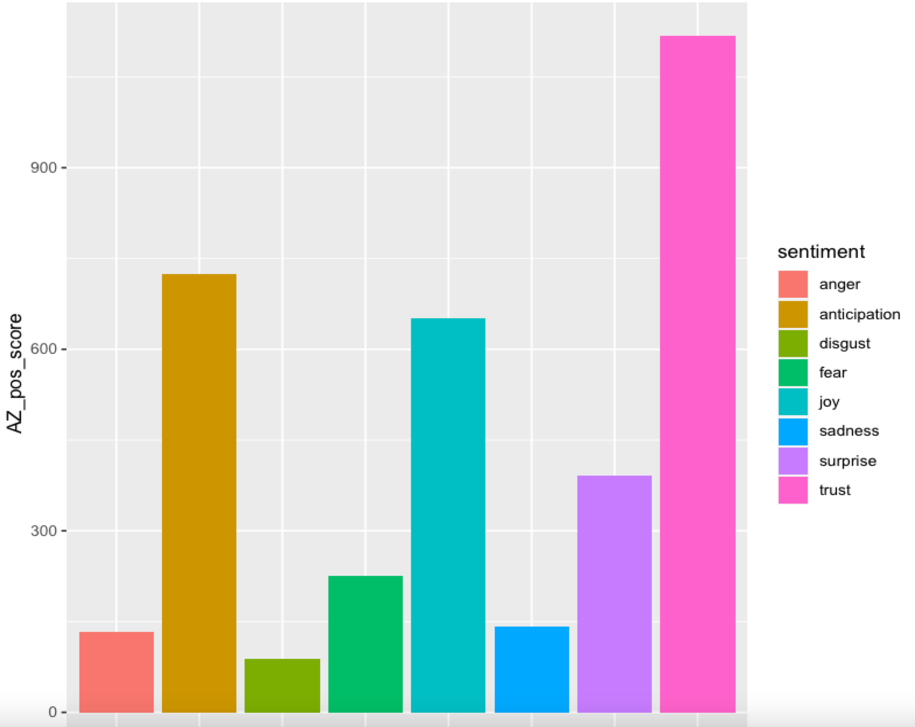 AZ_pos_score
900
600
300
0
sentiment
anger
anticipation
disgust
fear
joy
sadness
surprise
trust